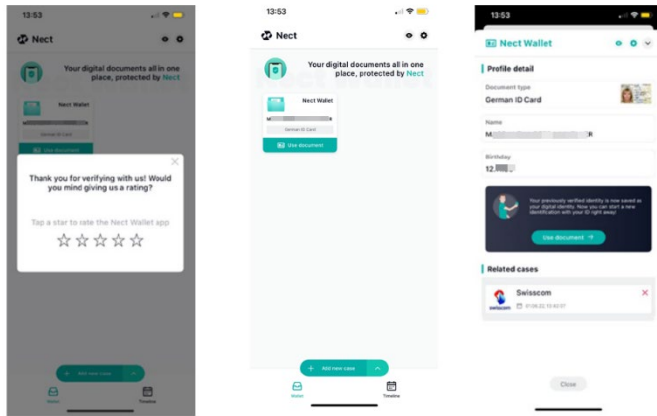 13:53
Nect
Your digital documents all in one
place, protected by Nect
Nect Wallet
German ID Card
Use document
Thank you for verifying with us! Would
you mind giving us a rating?
Tap a star to rate the Nect Wallet app
Add new case
Wallet
Timeline
13:53
Nect
Your digital documents all in one
place, protected by Nect
Nect Wallet
M R
German ID Card
Use document
+ Add new case
Wallet
Timeline
13:53
Nect Wallet
Profile detail
Document type
German ID Card
Name
M R
Birthday
12.
Your previously verified identity is now saved as
your digital identity. Now you can start a new
identification with your ID right away!
Use document
Related cases
Swisscom
swisscom
Close